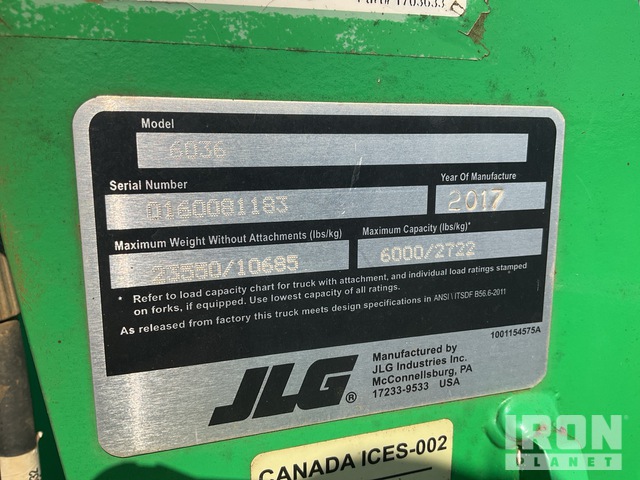 Model
6036
Serial Number
0160081183
Year Of Manufacture
2017
Maximum Weight Without Attachments (lbs/kg)
23550/10685
Maximum Capacity (lbs/kg)*
6000/2722
* Refer to load capacity chart for truck with attachment, and individual load ratings stamped
on forks, if equipped. Use lowest capacity of all ratings.
As released from factory this truck meets design specifications in ANSI \ ITSDF B56.6-2011
1001154575A
JLG®
Manufactured by
JLG Industries Inc.
McConnellsburg, PA
17233-9533 USA
CANADA ICES-002
IRON
PLANET